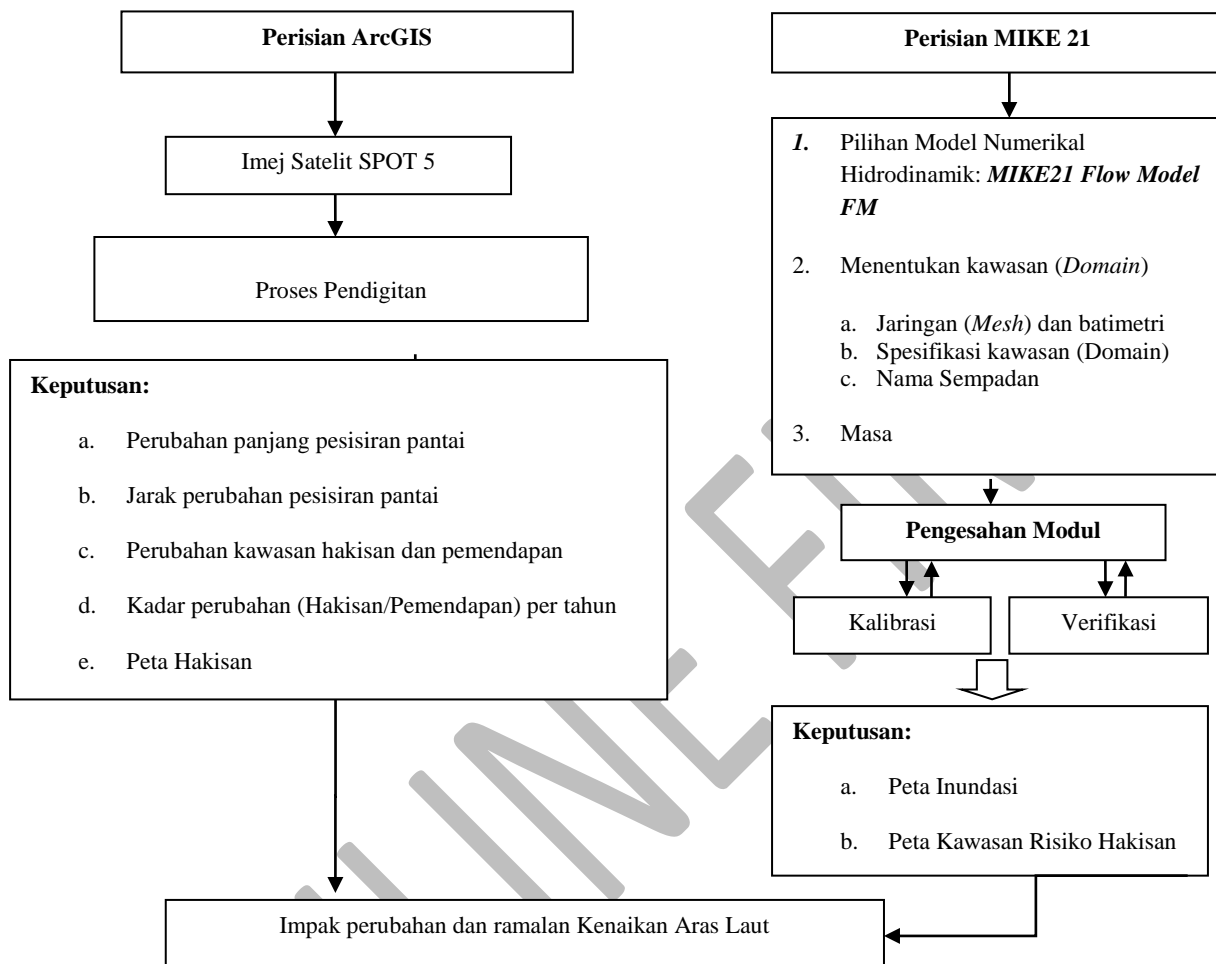 Perisian ArcGIS
Imej Satelit SPOT 5
Proses Pendigitan
Keputusan:
a. Perubahan panjang pesisiran pantai
b. Jarak perubahan pesisiran pantai
c. Perubahan kawasan hakisan dan pemendapan
d. Kadar perubahan (Hakisan/Pemendapan) per tahun
e. Peta Hakisan
Perisian MIKE 21
1. Pilihan Model Numerikal
Hidrodinamik: MIKE21 Flow Model
FM
2. Menentukan kawasan (Domain)
a. Jaringan (Mesh) dan batimetri
b. Spesifikasi kawasan (Domain)
c. Nama Sempadan
3. Masa
Pengesahan Modul
Kalibrasi
Verifikasi
Keputusan:
a. Peta Inundasi
b. Peta Kawasan Risiko Hakisan
Impak perubahan dan ramalan Kenaikan Aras Laut